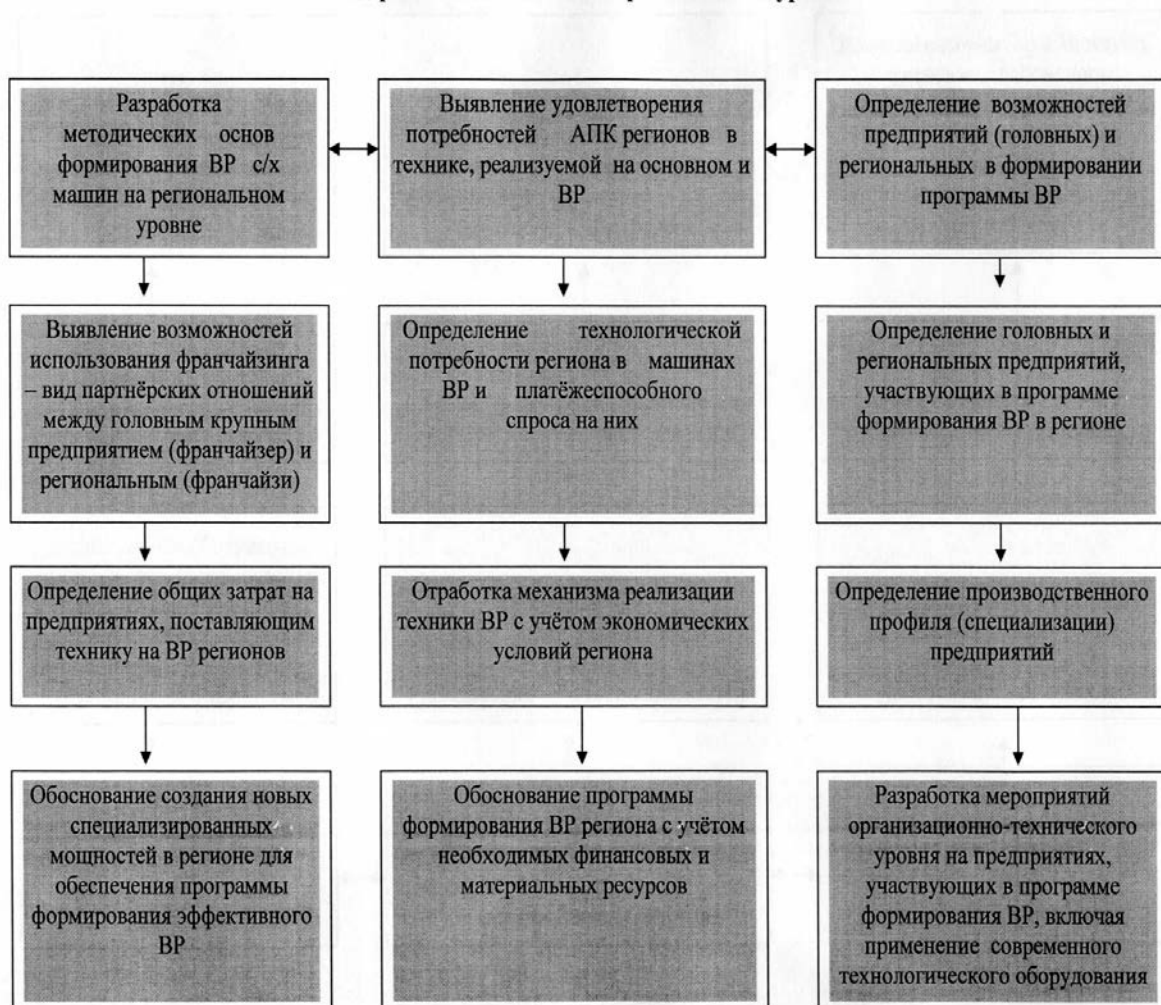 Разработка
методических основ
формирования ВР с/х
машин на региональном
уровне
Выявление удовлетворения
потребностей АПК регионов в
технике, реализуемой на основном и
ВР
Определение возможностей
предприятий (головных) и
региональных в формировании
программы ВР
Выявление возможностей
использования франчайзинга
– вид партнёрских отношений
между головным крупным
предприятием (франчайзер) и
региональным (франчайзи)
Определение технологической
потребности региона в машинах
ВР и платёжеспособного
спроса на них
Определение головных и
региональных предприятий,
участвующих в программе
формирования ВР в регионе
Определение общих затрат на
предприятиях, поставляющим
технику на ВР регионов
Отработка механизма реализации
техники ВР с учётом экономических
условий региона
Определение производственного
профиля (специализации)
предприятий
Обоснование создания новых
специализированных
мощностей в регионе для
обеспечения программы
формирования эффективного
ВР
Обоснование программы
формирования ВР региона с учётом
необходимых финансовых и
материальных ресурсов
Разработка мероприятий
организационно-технического
уровня на предприятиях,
участвующих в программе
формирования ВР, включая
применение современного
технологического оборудования